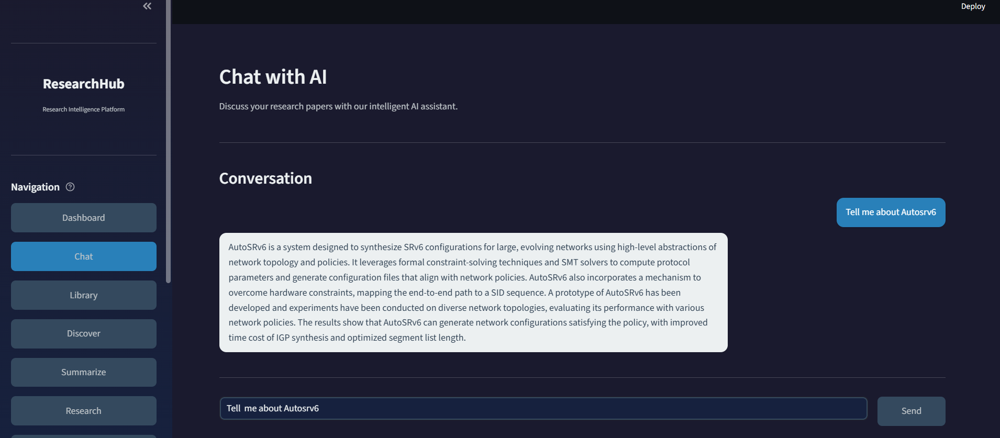 Deploy
ResearchHub
Research Intelligence Platform
Navigation
Dashboard
Chat
Library
Discover
Summarize
Research
Chat with AI
Discuss your research papers with our intelligent AI assistant.
Conversation
Tell me about Autosrv6
AutoSRv6 is a system designed to synthesize SRv6 configurations for large, evolving networks using high-level abstractions of
network topology and policies. It leverages formal constraint-solving techniques and SMT solvers to compute protocol
parameters and generate configuration files that align with network policies. AutoSRv6 also incorporates a mechanism to
overcome hardware constraints, mapping the end-to-end path to a SID sequence. A prototype of AutoSRv6 has been
developed and experiments have been conducted on diverse network topologies, evaluating its performance with various
network policies. The results show that AutoSRv6 can generate network configurations satisfying the policy, with improved
time cost of IGP synthesis and optimized segment list length.
Tell  me about Autosrv6
Send